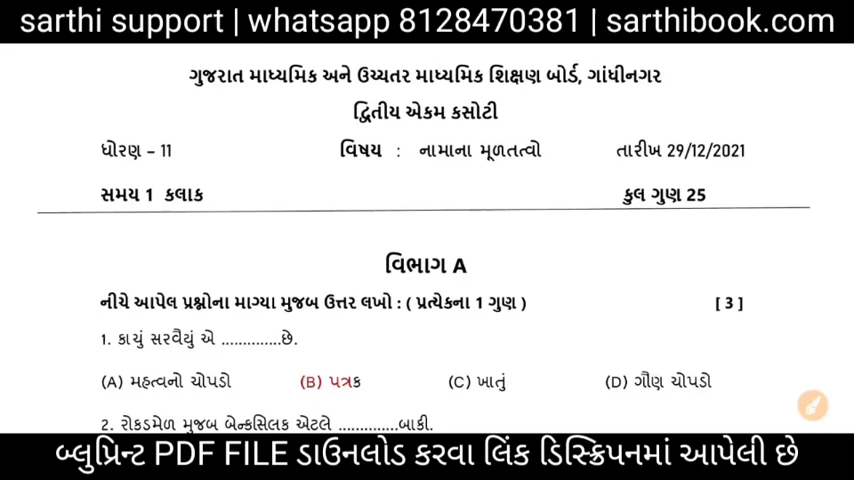 sarthi support | whatsapp 8128470381 | sarthibook.com
ગુજરાત માધ્યમિક અને ઉચ્ચતર માધ્યમિક શિક્ષણ બોર્ડ, ગાંધીનગર
દ્વિતીય એકમ કસોટી
ધોરણ – 11 વિષય : નામાના મૂળતત્વો તારીખ 29/12/2021
સમય 1 કલાક કુલ ગુણ 25
વિભાગ A
નીચે આપેલ પ્રશ્નોના માગ્યા મુજબ ઉત્તર લખો : ( પ્રત્યેકના 1 ગુણ ) [ 3 ]
1. કાચું સરવૈયું એ ..............છે.
(A) મહત્વનો ચોપડો (B) પત્રક (C) ખાતું (D) ગૌણ ચોપડો
2. રોકડમેળ મુજબ બેન્કસિલક એટલે .............બાકી.
બ્લુપ્રિન્ટ PDF FILE ડાઉનલોડ કરવા લિંક ડિસ્ક્રિપનમાં આપેલી છે